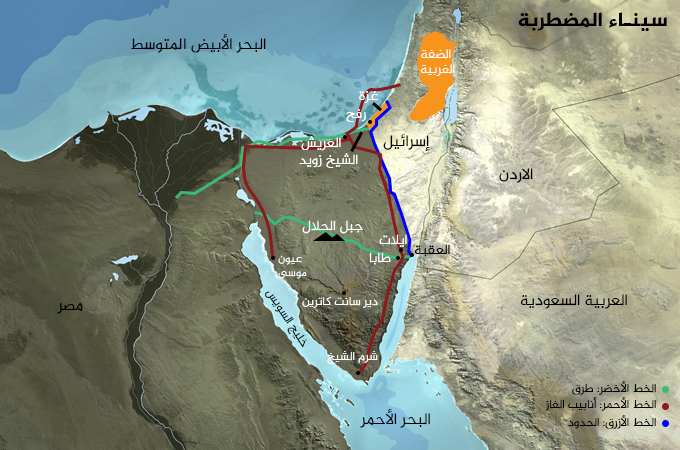 سيناء المضطربة
البحر الأبيض المتوسط
الضفة
الغربية
غزة
رفح
العريش
الشيخ زويد
إسرائيل
الاردن
جبل الحلال
ايلات
طابا
العقبة
عيون
موسى
دير سانت كاترين
مصر
خليج السويس
العربية السعودية
شرم الشيخ
البحر الأحمر
الخط الأخضر: طرق
الخط الأحمر: أنابيب الغاز
الخط الأزرق: الحدود